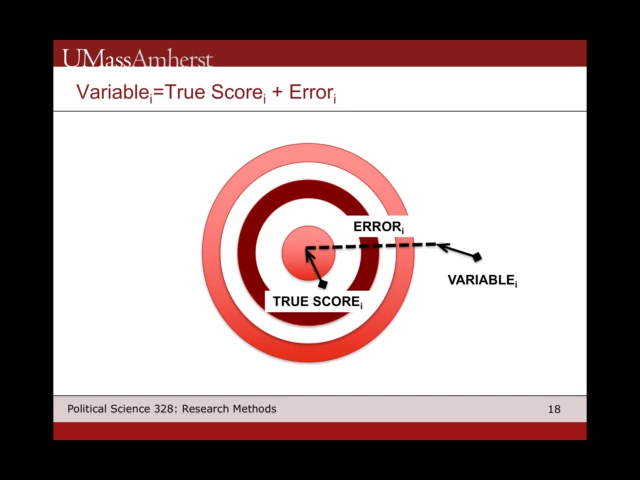 UMassAmherst
Variableᵢ=True Scoreᵢ + Errorᵢ
ERRORᵢ
VARIABLEᵢ
TRUE SCOREᵢ
Political Science 328: Research Methods
18